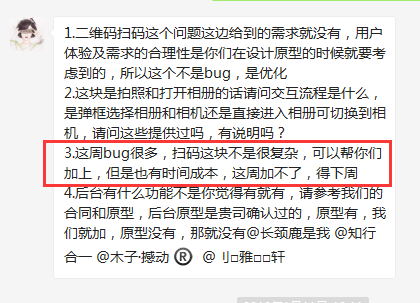 1.二维码扫码这个问题这边给到的需求就没有，用户
体验及需求的合理性是你们在设计原型的时候就要考
虑到的，所以这个不是bug，是优化
2.这块是拍照和打开相册的话请问交互流程是什么，
是弹框选择相册和相机还是直接进入相册可切换到相
机，请问这些提供过吗，有说明吗？
3.这周bug很多，扫码这块不是很复杂，可以帮你们
加上，但是也有时间成本，这周加不了，得下周
4.后台有什么功能不是你觉得有就有，请参考我们的
合同和原型，后台原型是贵司确认过的，原型有，我
们就加，原型没有，那就没有@长颈鹿是我 @知行
合一 @木子·撼动 ® @ 刂□雅□□轩